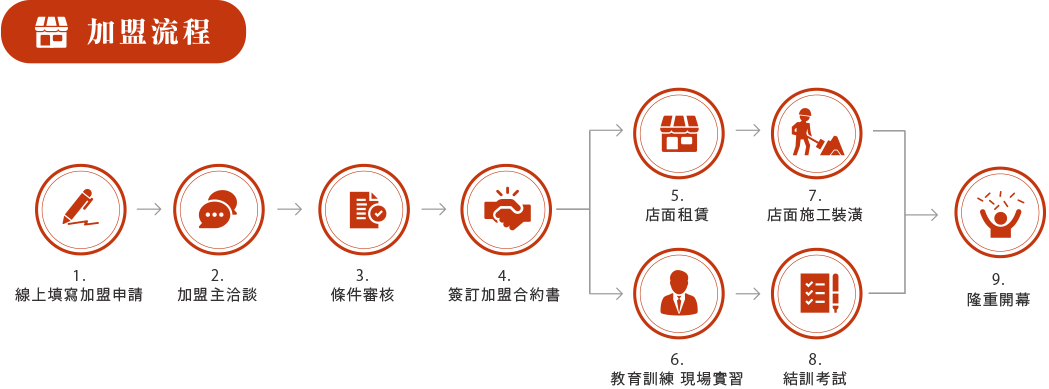 加盟流程
1.
線上填寫加盟申請
2.
加盟主洽談
3.
條件審核
4.
簽訂加盟合約書
5.
店面租賃
6.
教育訓練 現場實習
7.
店面施工裝潢
8.
結訓考試
9.
隆重開幕